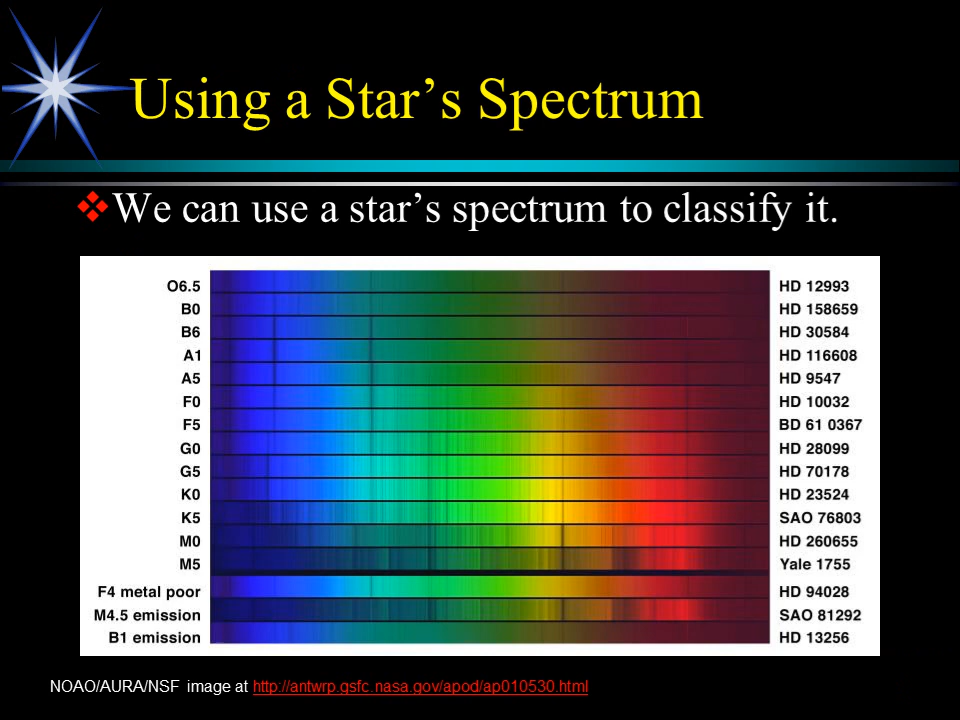 Using a Star’s Spectrum
We can use a star’s spectrum to classify it.
O6.5 HD 12993
B0 HD 158659
B6 HD 30584
A1 HD 116608
A5 HD 9547
F0 HD 10032
F5 BD 61 0367
G0 HD 28099
G5 HD 70178
K0 HD 23524
K5 SAO 76803
M0 HD 260655
M5 Yale 1755
F4 metal poor HD 94028
M4.5 emission SAO 81292
B1 emission HD 13256
NOAO/AURA/NSF image at http://antwrp.gsfc.nasa.gov/apod/ap010530.html